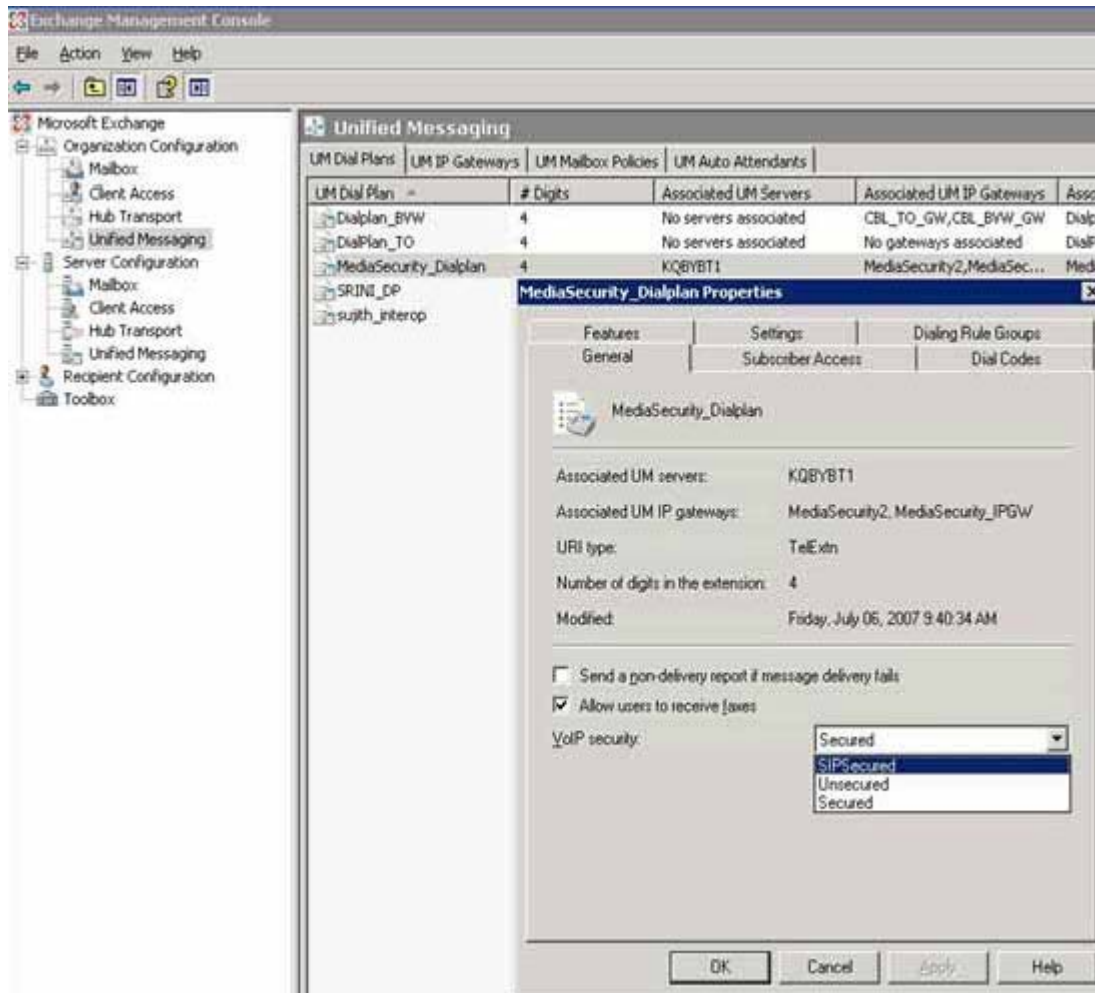 Exchange Management Console
File Action View Help
Microsoft Exchange
Organization Configuration
Mailbox
Client Access
Hub Transport
Unified Messaging
Server Configuration
Mailbox
Client Access
Hub Transport
Unified Messaging
Recipient Configuration
Toolbox
Unified Messaging
UM Dial Plans UM IP Gateways UM Mailbox Policies UM Auto Attendants
UM Dial Plan # Digits Associated UM Servers Associated UM IP Gateways Assc
Dialplan_BYW 4 No servers associated CBL_TO_GW,CBL_BYW_GW Dialp
DialPlan_TO 4 No servers associated No gateways associated DialP
MediaSecurity_Dialplan 4 KQBYBT1 MediaSecurity2,MediaSec... Med
SRINI_DP
sujith_interop
MediaSecurity_Dialplan Properties
Features Settings Dialing Rule Groups
General Subscriber Access Dial Codes
MediaSecurity_Dialplan
Associated UM servers: KQBYBT1
Associated UM IP gateways: MediaSecurity2, MediaSecurity_IPGW
URI type: TelExtn
Number of digits in the extension: 4
Modified: Friday, July 06, 2007 9:40:34 AM
Send a non-delivery report if message delivery fails
Allow users to receive faxes
VoIP security: Secured
SIPSecured
Unsecured
Secured
OK Cancel Apply Help